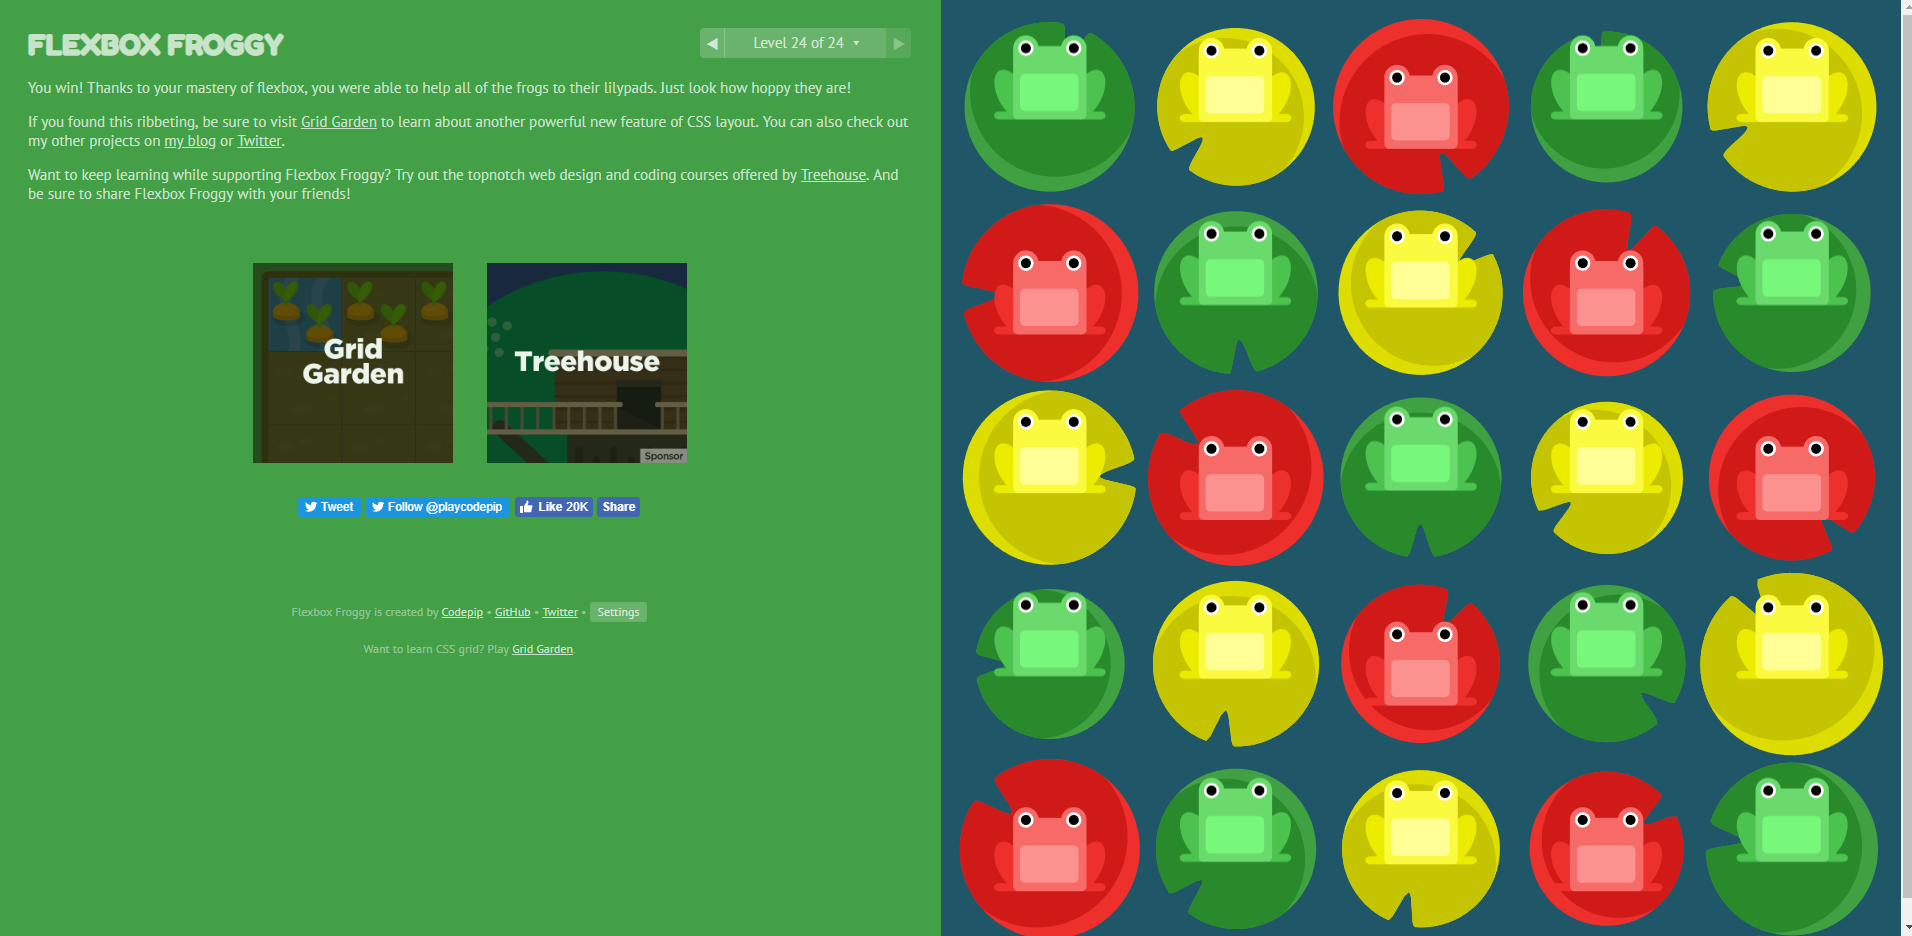 FLEXBOX FROGGY
Level 24 of 24
You win! Thanks to your mastery of flexbox, you were able to help all of the frogs to their lilypads. Just look how hoppy they are!
If you found this ribbeting, be sure to visit Grid Garden to learn about another powerful new feature of CSS layout. You can also check out
my other projects on my blog or Twitter.
Want to keep learning while supporting Flexbox Froggy? Try out the topnotch web design and coding courses offered by Treehouse. And
be sure to share Flexbox Froggy with your friends!
Grid
Garden
Treehouse
Sponsor
Tweet
Follow @playcodepip
Like 20K
Share
Flexbox Froggy is created by Codepip • GitHub • Twitter • Settings
Want to learn CSS grid? Play Grid Garden.